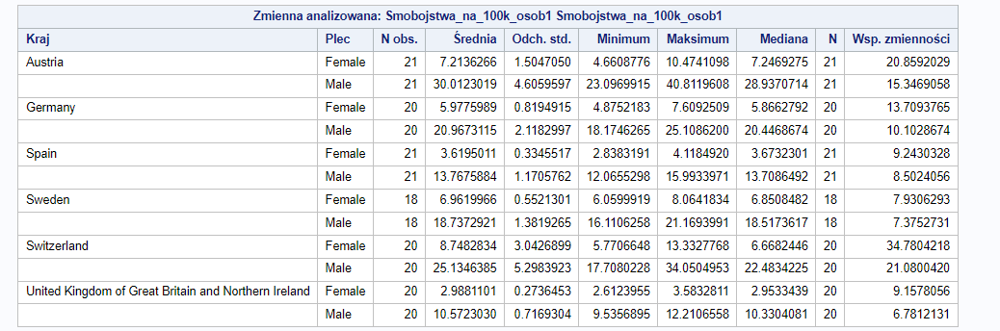 Zmienna analizowana: Smobojstwa_na_100k_osob1 Smobojstwa_na_100k_osob1
Kraj Plec N obs. Średnia Odch. std. Minimum Maksimum Mediana N Wsp. zmienności
Austria Female 21 7.2136266 1.5047050 4.6608776 10.4741098 7.2469275 21 20.8592029
Male 21 30.0123019 4.6059597 23.0969915 40.8119608 28.9370714 21 15.3469058
Germany Female 20 5.9775989 0.8194915 4.8752183 7.6092509 5.8662792 20 13.7093765
Male 20 20.9673115 2.1182997 18.1746265 25.1086200 20.4468674 20 10.1028674
Spain Female 21 3.6195011 0.3345517 2.8383191 4.1184920 3.6732301 21 9.2430328
Male 21 13.7675884 1.1705762 12.0655298 15.9933971 13.7086492 21 8.5024056
Sweden Female 18 6.9619966 0.5521301 6.0599919 8.0641834 6.8508482 18 7.9306293
Male 18 18.7372921 1.3819265 16.1106258 21.1693991 18.5173617 18 7.3752731
Switzerland Female 20 8.7482834 3.0426899 5.7706648 13.3327768 6.6682446 20 34.7804218
Male 20 25.1346385 5.2983923 17.7080228 34.0504953 22.4834225 20 21.0800420
United Kingdom of Great Britain and Northern Ireland Female 20 2.9881101 0.2736453 2.6123955 3.5832811 2.9533439 20 9.1578056
Male 20 10.5723030 0.7169304 9.5356895 12.2106558 10.3304081 20 6.7812131